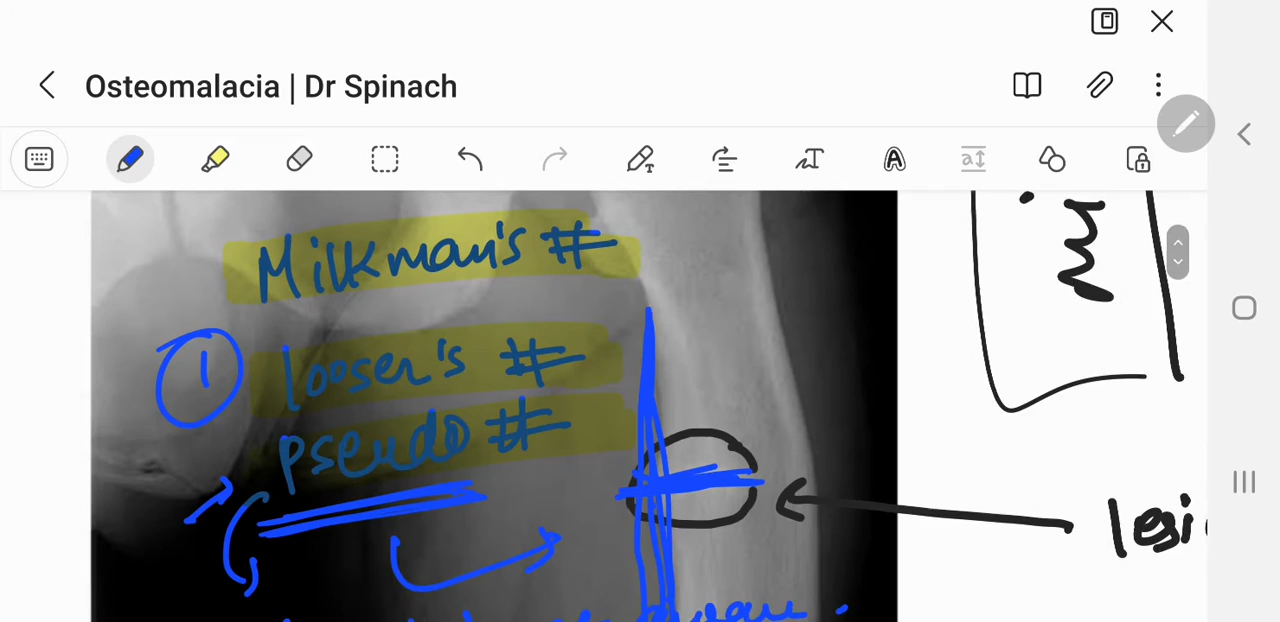 Osteomalacia | Dr Spinach
Milkman's #
① looser's #
pseudo #
lesi